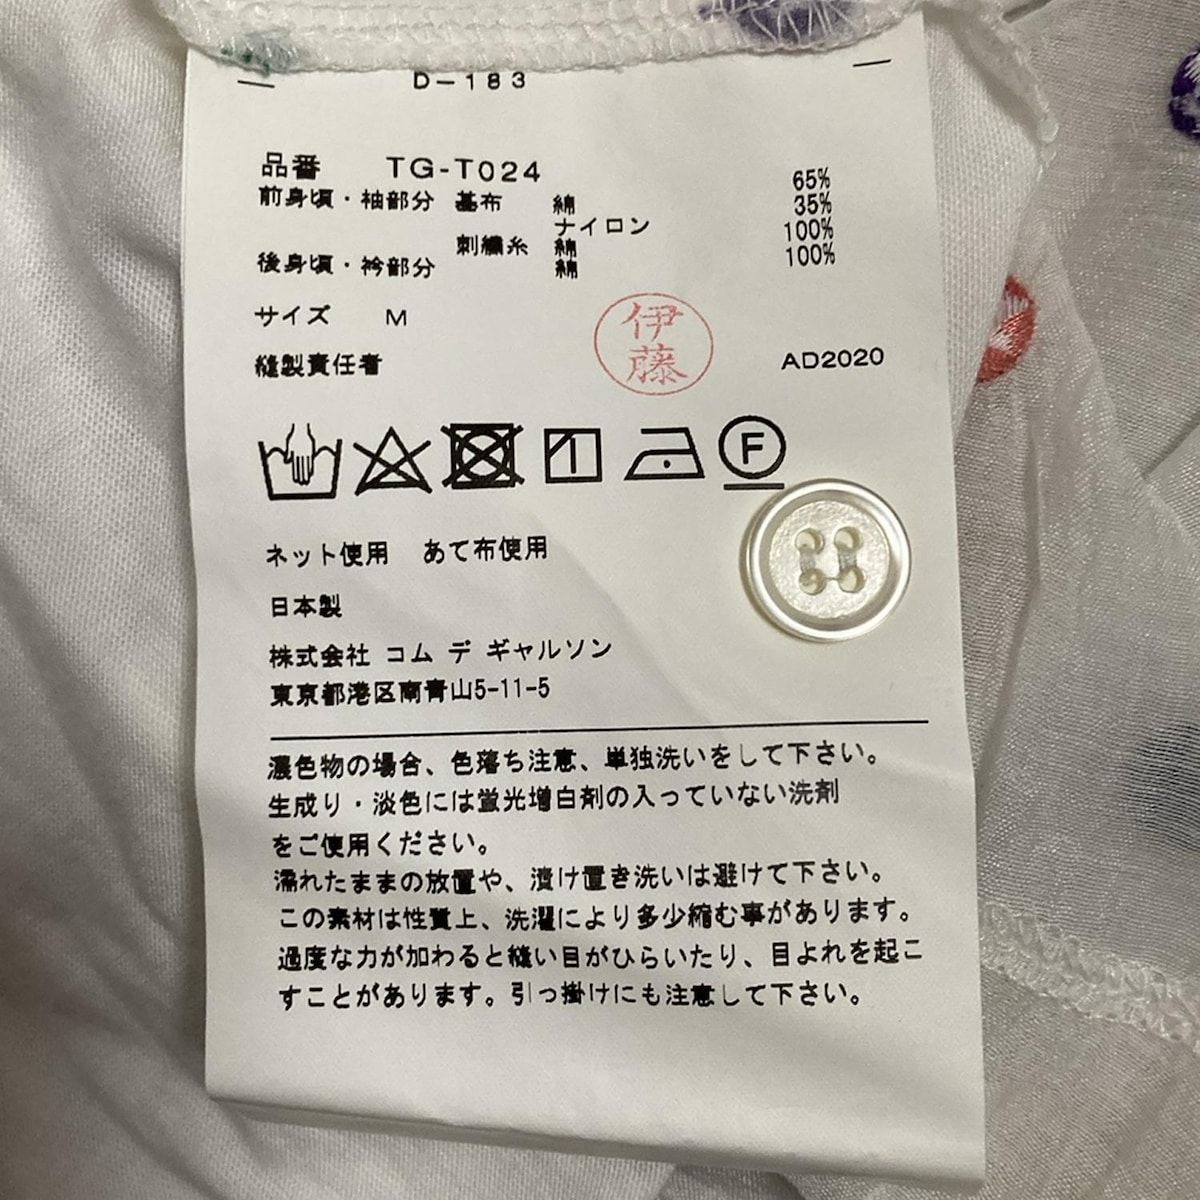 D-183
品番 TG-T024
前身頃・袖部分 基布 綿 65%
ナイロン 35%
刺繍糸 綿 100%
後身頃・衿部分 綿 100%
サイズ M
縫製責任者 伊藤 AD2020
F
ネット使用 あて布使用
日本製
株式会社 コム デ ギャルソン
東京都港区南青山5-11-5
濃色物の場合、色落ち注意、単独洗いをして下さい。
生成り・淡色には蛍光増白剤の入っていない洗剤
をご使用ください。
濡れたままの放置や、漬け置き洗いは避けて下さい。
この素材は性質上、洗濯により多少縮む事があります。
過度な力が加わると縫い目がひらいたり、目よれを起こ
すことがあります。引っ掛けにも注意して下さい。